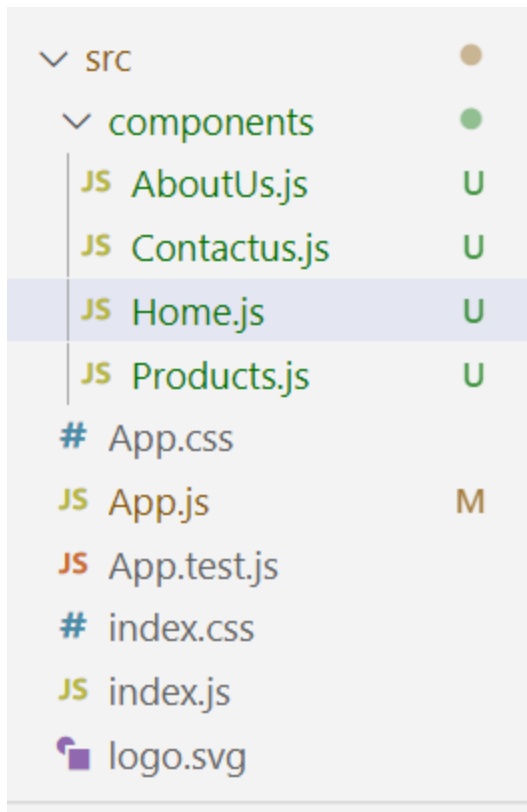 src
components
JS AboutUs.js U
JS Contactus.js U
JS Home.js U
JS Products.js U
# App.css
JS App.js M
JS App.test.js
# index.css
JS index.js
logo.svg